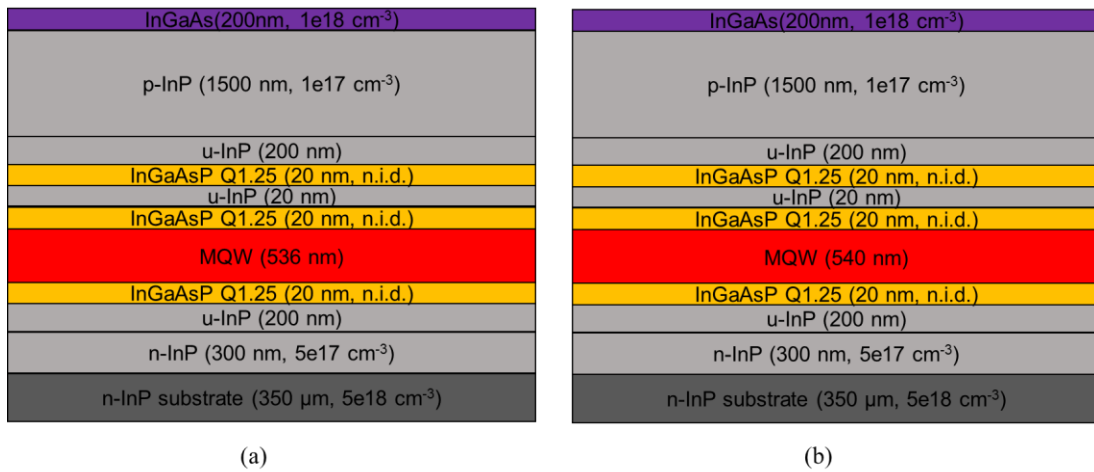 InGaAs(200nm, 1e18 cm⁻³)
p-InP (1500 nm, 1e17 cm⁻³)
u-InP (200 nm)
InGaAsP Q1.25 (20 nm, n.i.d.)
u-InP (20 nm)
InGaAsP Q1.25 (20 nm, n.i.d.)
MQW (536 nm)
InGaAsP Q1.25 (20 nm, n.i.d.)
u-InP (200 nm)
n-InP (300 nm, 5e17 cm⁻³)
n-InP substrate (350 μm, 5e18 cm⁻³)
(a)
InGaAs(200nm, 1e18 cm⁻³)
p-InP (1500 nm, 1e17 cm⁻³)
u-InP (200 nm)
InGaAsP Q1.25 (20 nm, n.i.d.)
u-InP (20 nm)
InGaAsP Q1.25 (20 nm, n.i.d.)
MQW (540 nm)
InGaAsP Q1.25 (20 nm, n.i.d.)
u-InP (200 nm)
n-InP (300 nm, 5e17 cm⁻³)
n-InP substrate (350 μm, 5e18 cm⁻³)
(b)